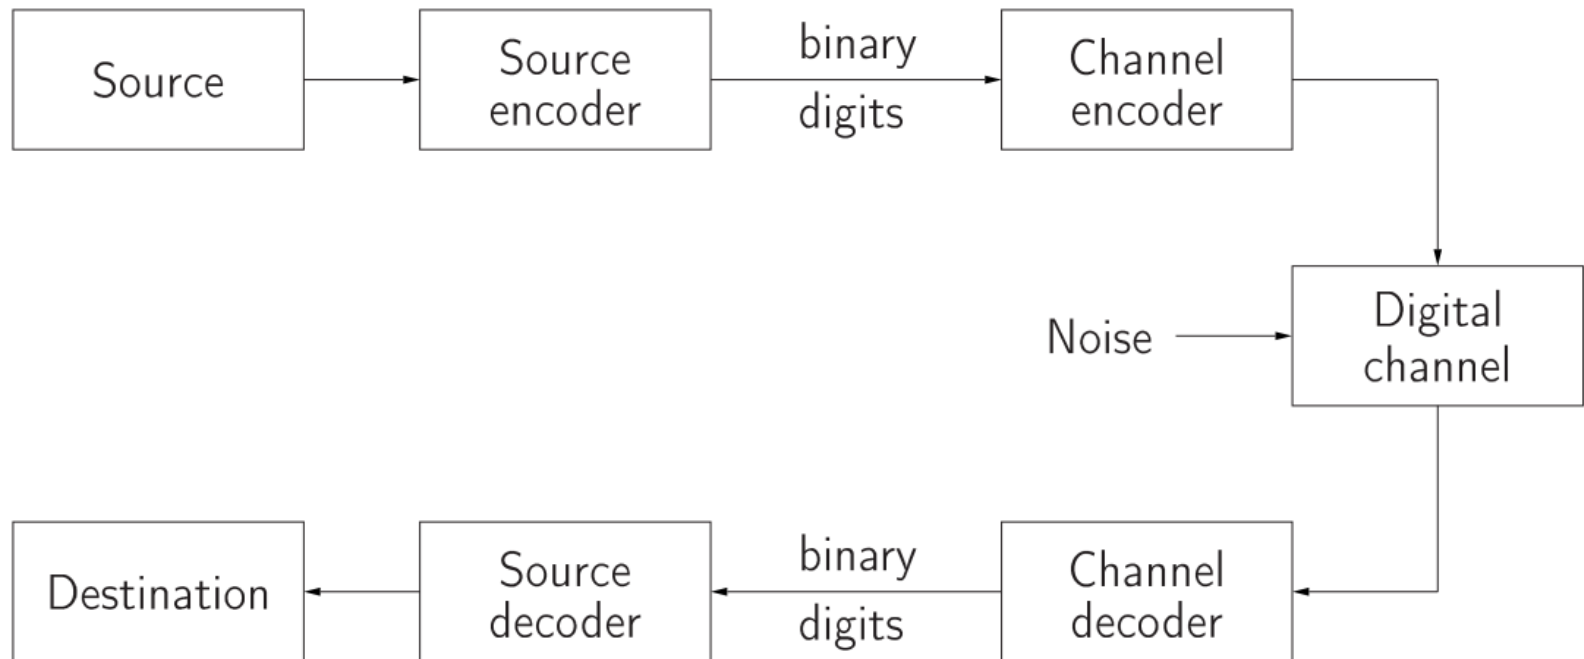 Source
Source
encoder
binary
digits
Channel
encoder
Noise
Digital
channel
Destination
Source
decoder
binary
digits
Channel
decoder